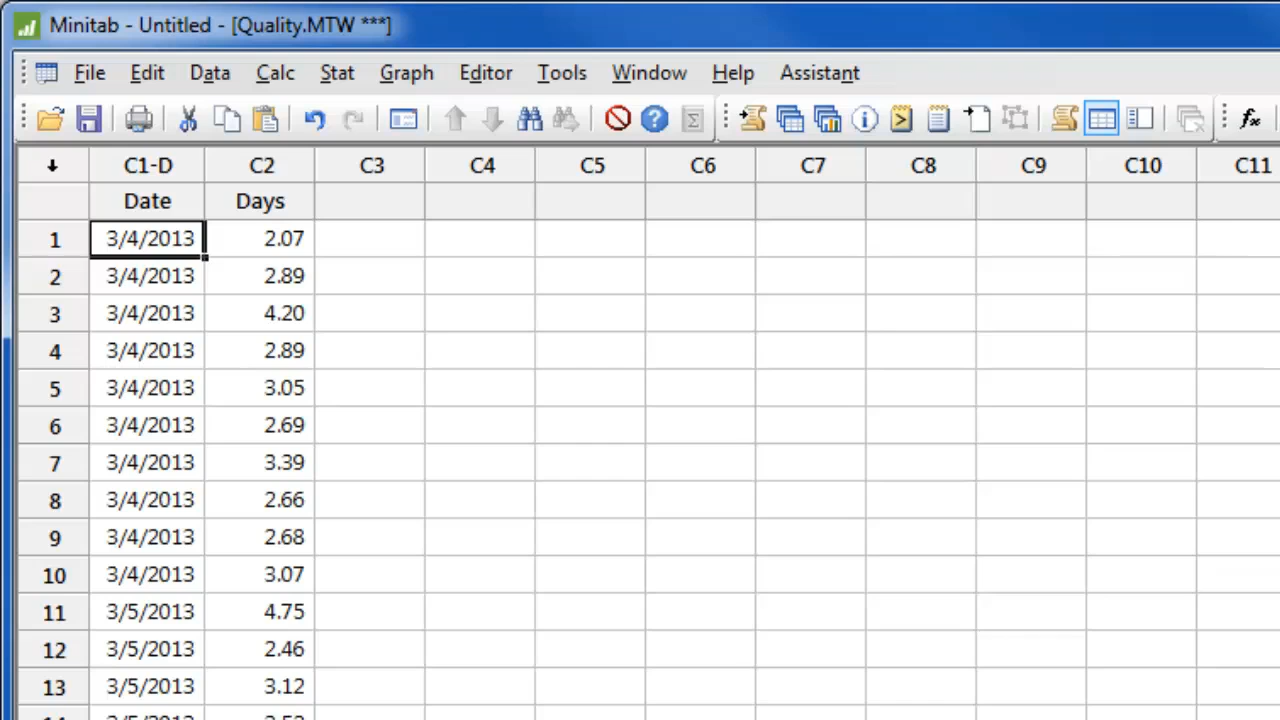 Minitab - Untitled - [Quality.MTW ***]
File Edit Data Calc Stat Graph Editor Tools Window Help Assistant
↓ C1-D C2 C3 C4 C5 C6 C7 C8 C9 C10 C11
Date Days
1 3/4/2013 2.07
2 3/4/2013 2.89
3 3/4/2013 4.20
4 3/4/2013 2.89
5 3/4/2013 3.05
6 3/4/2013 2.69
7 3/4/2013 3.39
8 3/4/2013 2.66
9 3/4/2013 2.68
10 3/4/2013 3.07
11 3/5/2013 4.75
12 3/5/2013 2.46
13 3/5/2013 3.12